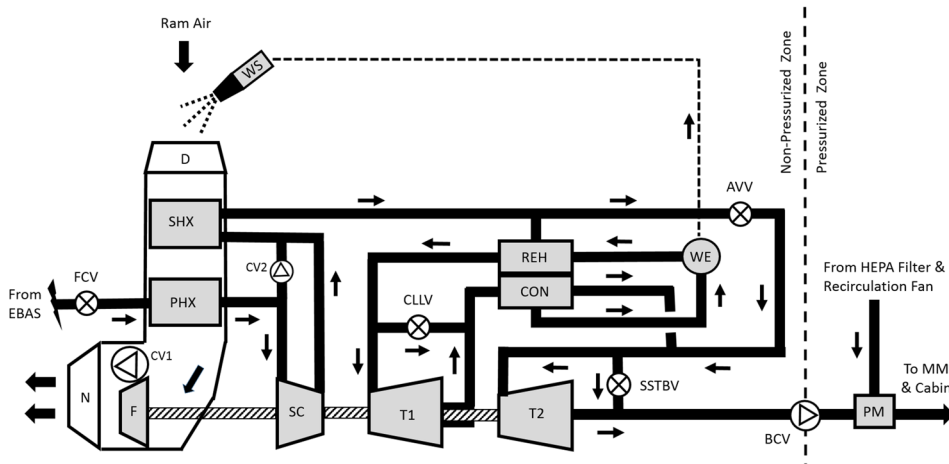 Ram Air
WS
Non-Pressurized Zone
Pressurized Zone
D
AVV
SHX
REH
WE
CV2
FCV
CON
From HEPA Filter &
Recirculation Fan
From
EBAS
PHX
CLLV
CV1
To MM
& Cabin
SSTBV
N
F
SC
T1
T2
PM
BCV